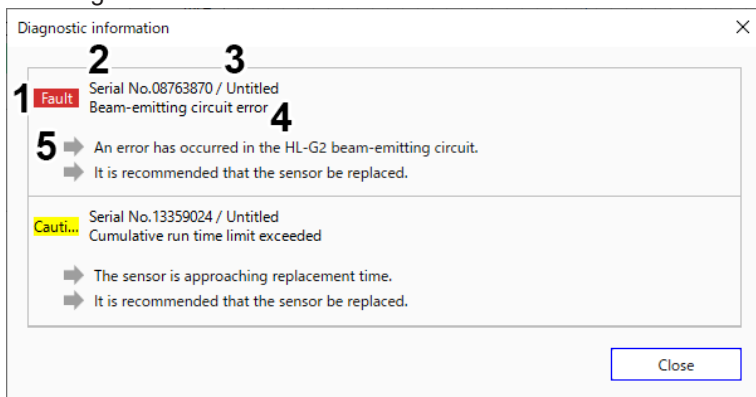 Diagnostic information
2 3
1 Fault Serial No.08763870 / Untitled
Beam-emitting circuit error 4
5 An error has occurred in the HL-G2 beam-emitting circuit.
It is recommended that the sensor be replaced.
Cauti... Serial No.13359024 / Untitled
Cumulative run time limit exceeded
The sensor is approaching replacement time.
It is recommended that the sensor be replaced.
Close